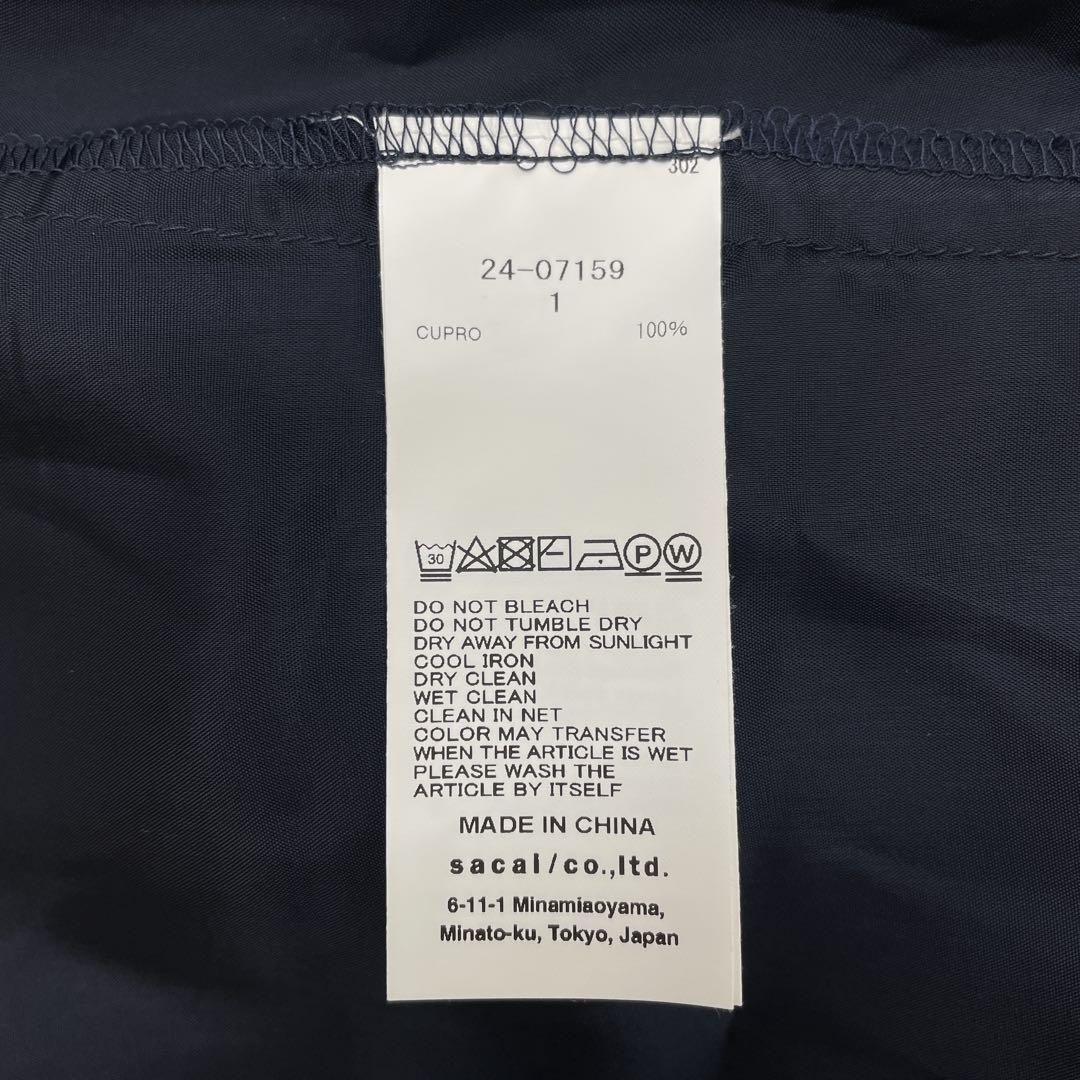 302
24-07159
1
CUPRO 100%
30 P W
DO NOT BLEACH
DO NOT TUMBLE DRY
DRY AWAY FROM SUNLIGHT
COOL IRON
DRY CLEAN
WET CLEAN
CLEAN IN NET
COLOR MAY TRANSFER
WHEN THE ARTICLE IS WET
PLEASE WASH THE
ARTICLE BY ITSELF
MADE IN CHINA
sacai/co.,ltd.
6-11-1 Minamiaoyama,
Minato-ku, Tokyo, Japan